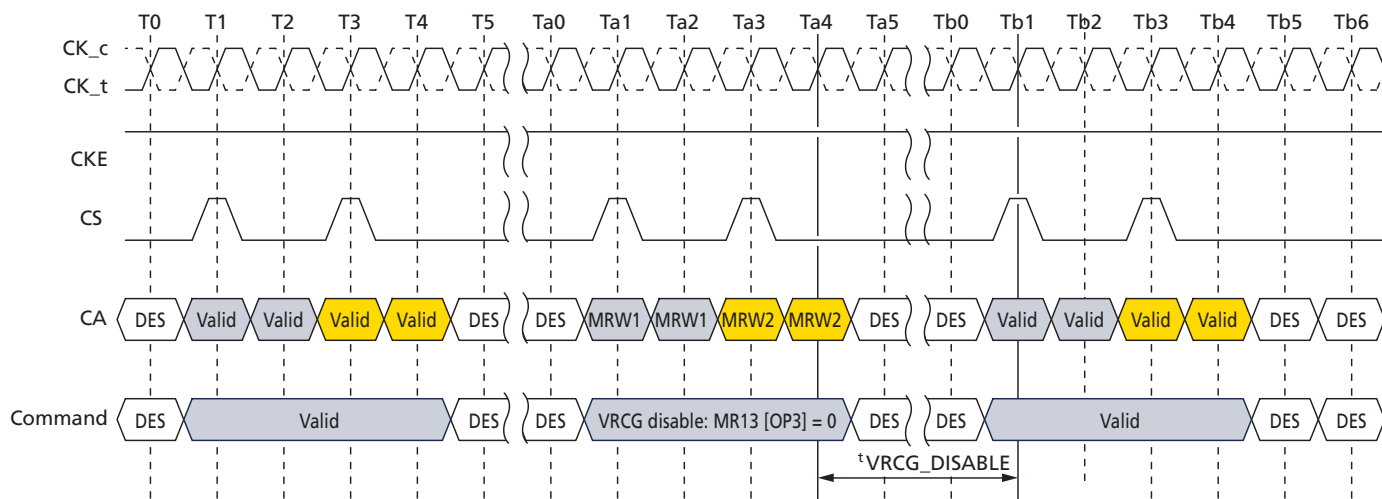 T0 T1 T2 T3 T4 T5 Ta0 Ta1 Ta2 Ta3 Ta4 Ta5 Tb0 Tb1 Tb2 Tb3 Tb4 Tb5 Tb6
CK_c
CK_t
CKE
CS
CA DES Valid Valid Valid Valid DES DES MRW1 MRW1 MRW2 MRW2 DES DES Valid Valid Valid Valid DES DES
Command DES Valid DES DES VRCG disable: MR13 [OP3] = 0 DES DES Valid DES DES
tVRCG_DISABLE